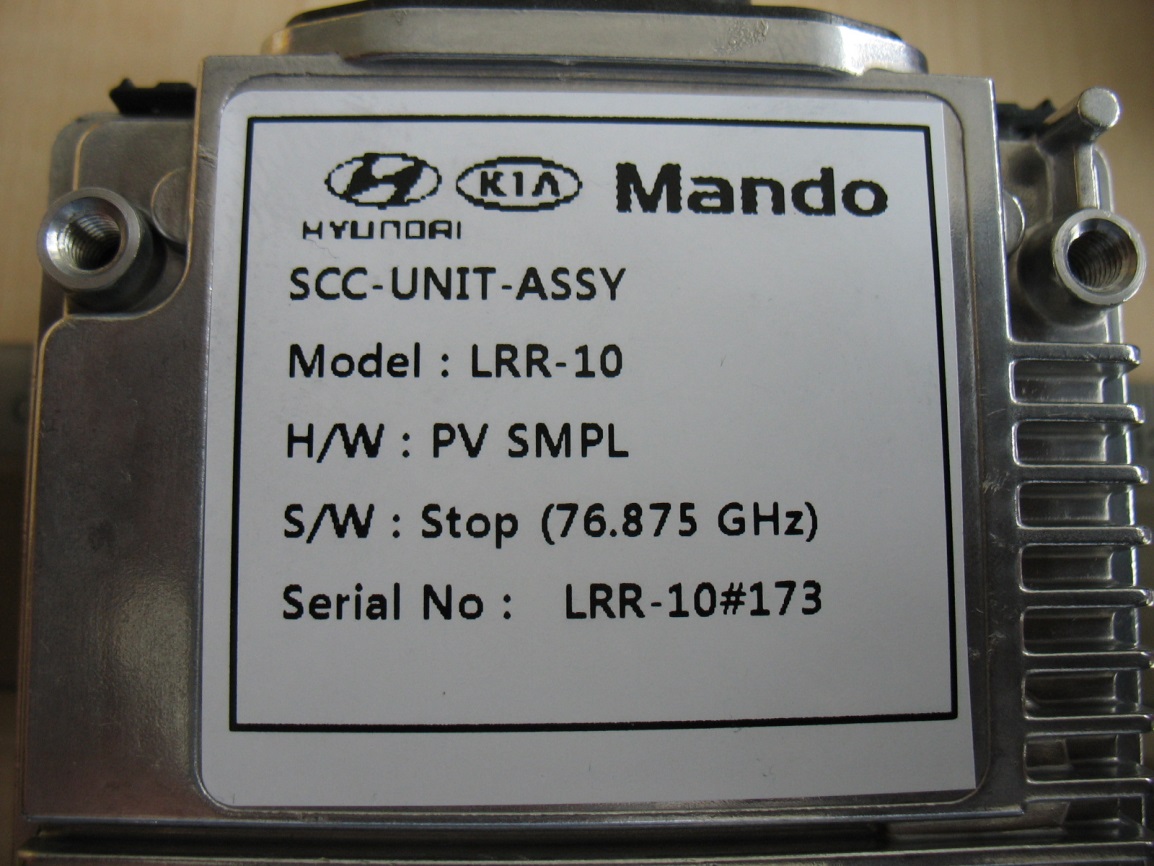 KIA Mando
HYUNDAI
SCC-UNIT-ASSY
Model : LRR-10
H/W : PV SMPL
S/W : Stop (76.875 GHz)
Serial No : LRR-10#173